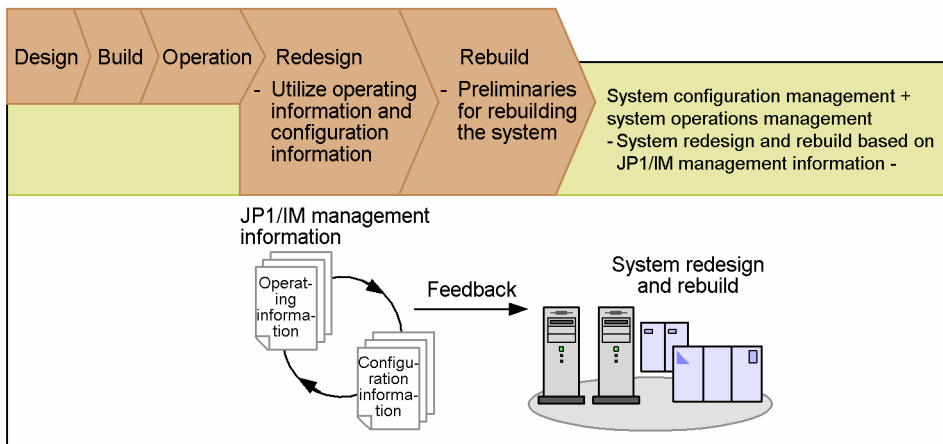 Design
Build
Operation
Redesign
- Utilize operating
information and
configuration
information
Rebuild
- Preliminaries
for rebuilding
the system
System configuration management +
system operations management
- System redesign and rebuild based on
JP1/IM management information -
JP1/IM management
information
Operat-
ing
informa-
tion
Configu-
ration
informa-
tion
Feedback
System redesign
and rebuild